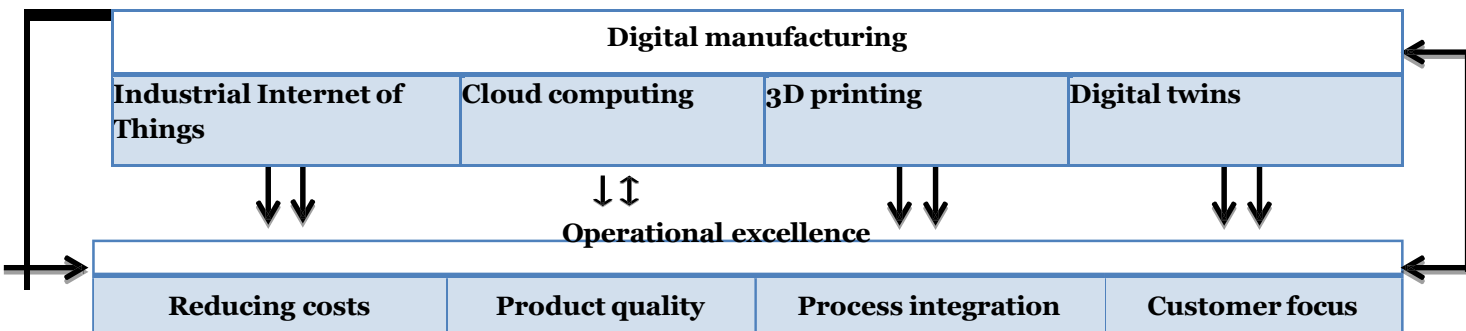 Digital manufacturing
Industrial Internet of
Things
Cloud computing
3D printing
Digital twins
Operational excellence
Reducing costs
Product quality
Process integration
Customer focus